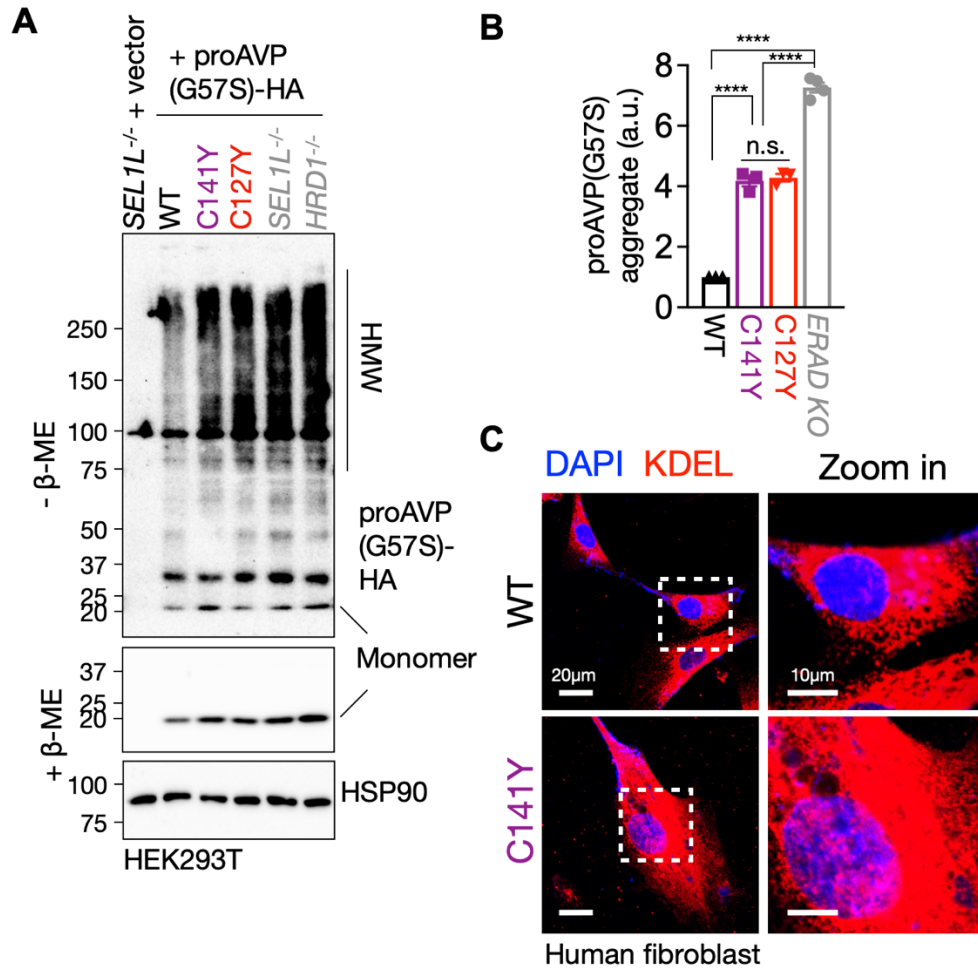 A
SEL1L-/- + vector
+ proAVP
(G57S)-HA
WT
C141Y
C127Y
SEL1L-/-
HRD1-/-
- β-ME
250
150
100
75
50
37
25
20
HMW
proAVP
(G57S)-
HA
Monomer
+ β-ME
37
25
20
100
75
HSP90
HEK293T
B
proAVP(G57S)
aggregate (a.u.)
8
6
4
2
0
****
****
****
n.s.
WT
C141Y
C127Y
ERAD KO
C
DAPI KDEL Zoom in
WT
20μm
10μm
C141Y
Human fibroblast